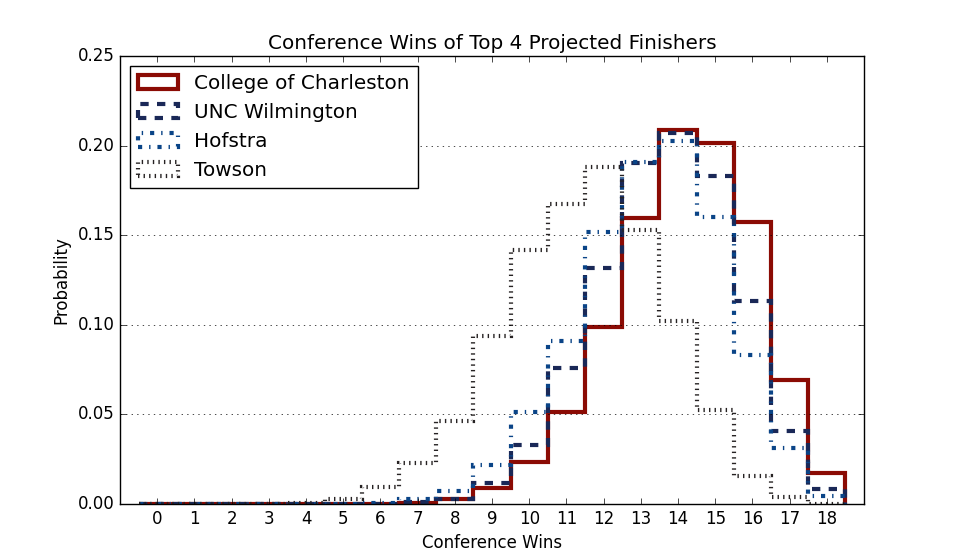 Conference Wins of Top 4 Projected Finishers
0.25
0.20
0.15
0.10
0.05
0.00
Probability
College of Charleston
UNC Wilmington
Hofstra
Towson
0 1 2 3 4 5 6 7 8 9 10 11 12 13 14 15 16 17 18
Conference Wins